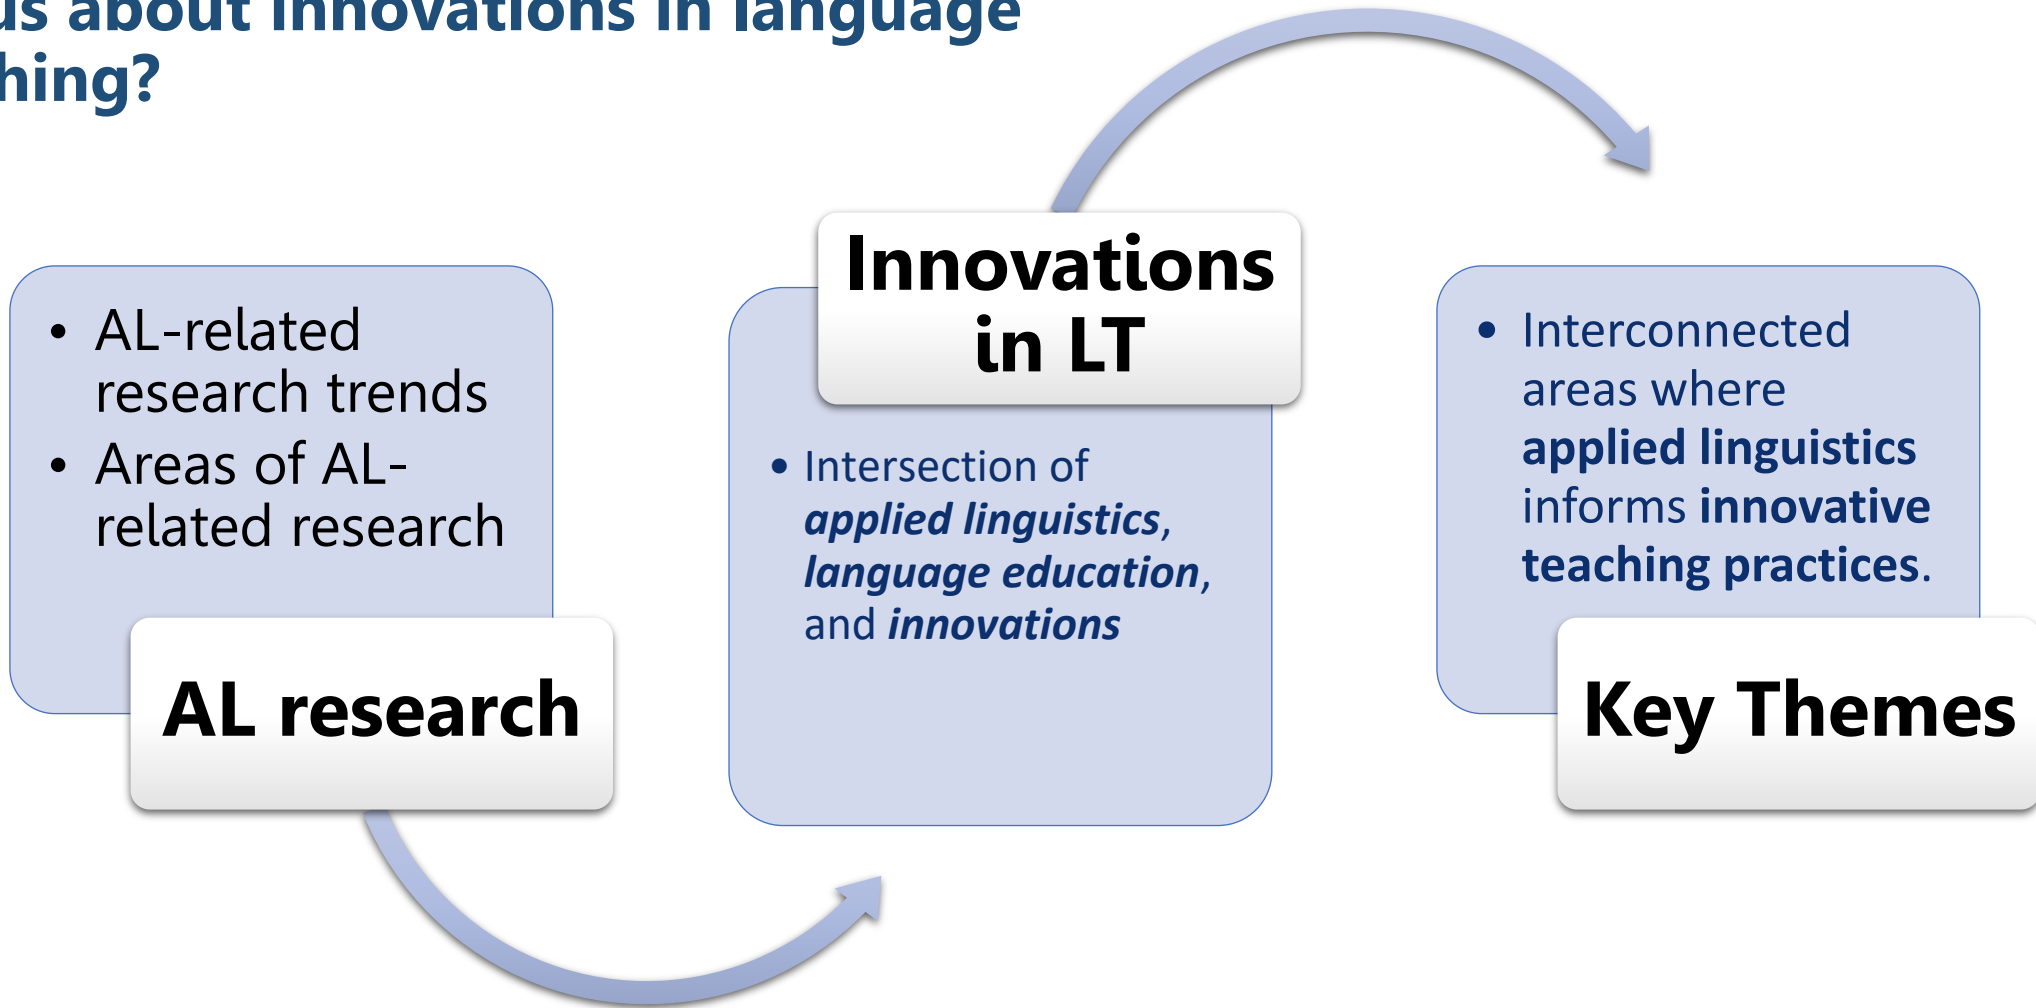 us about innovations in language
hing?
• AL-related
research trends
• Areas of AL-
related research
AL research
Innovations
in LT
• Intersection of
applied linguistics,
language education,
and innovations
• Interconnected
areas where
applied linguistics
informs innovative
teaching practices.
Key Themes